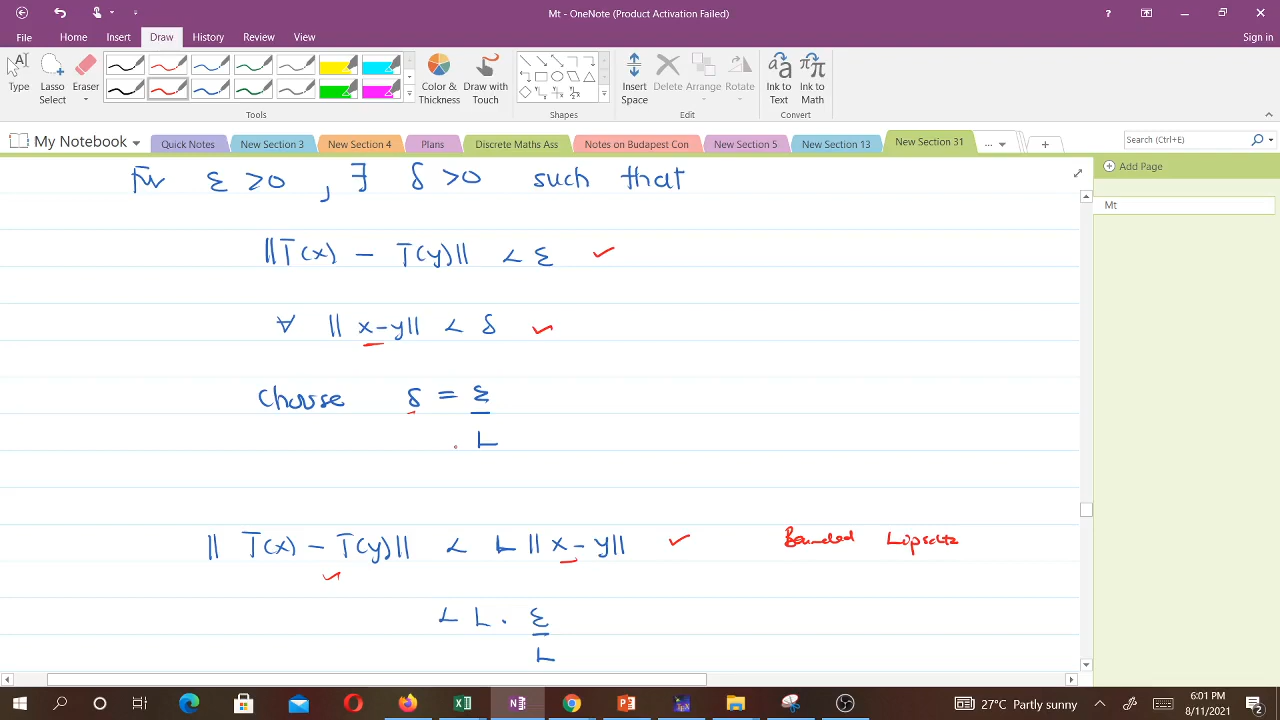 Mt - OneNote (Product Activation Failed)
?
File Home Insert Draw History Review View Sign in
Type Lasso Select Eraser Color & Thickness Draw with Touch Insert Space Delete Arrange Rotate Ink to Text Ink to Math
Tools Shapes Edit Convert
My Notebook Quick Notes New Section 3 New Section 4 Plans Discrete Maths Ass Notes on Budapest Con New Section 5 New Section 13 New Section 31 ... + Search (Ctrl+E)
Add Page
Mt
For ε >0 , ∃ δ >0 such that
||T(x) - T(y)|| < ε ✓
∀ || x-y|| < δ ✓
Choose δ = ε
L
|| T(x) - T(y)|| < L || x - y|| ✓ Bounded
< L . ε
L
27°C Partly sunny 6:01 PM
8/11/2021